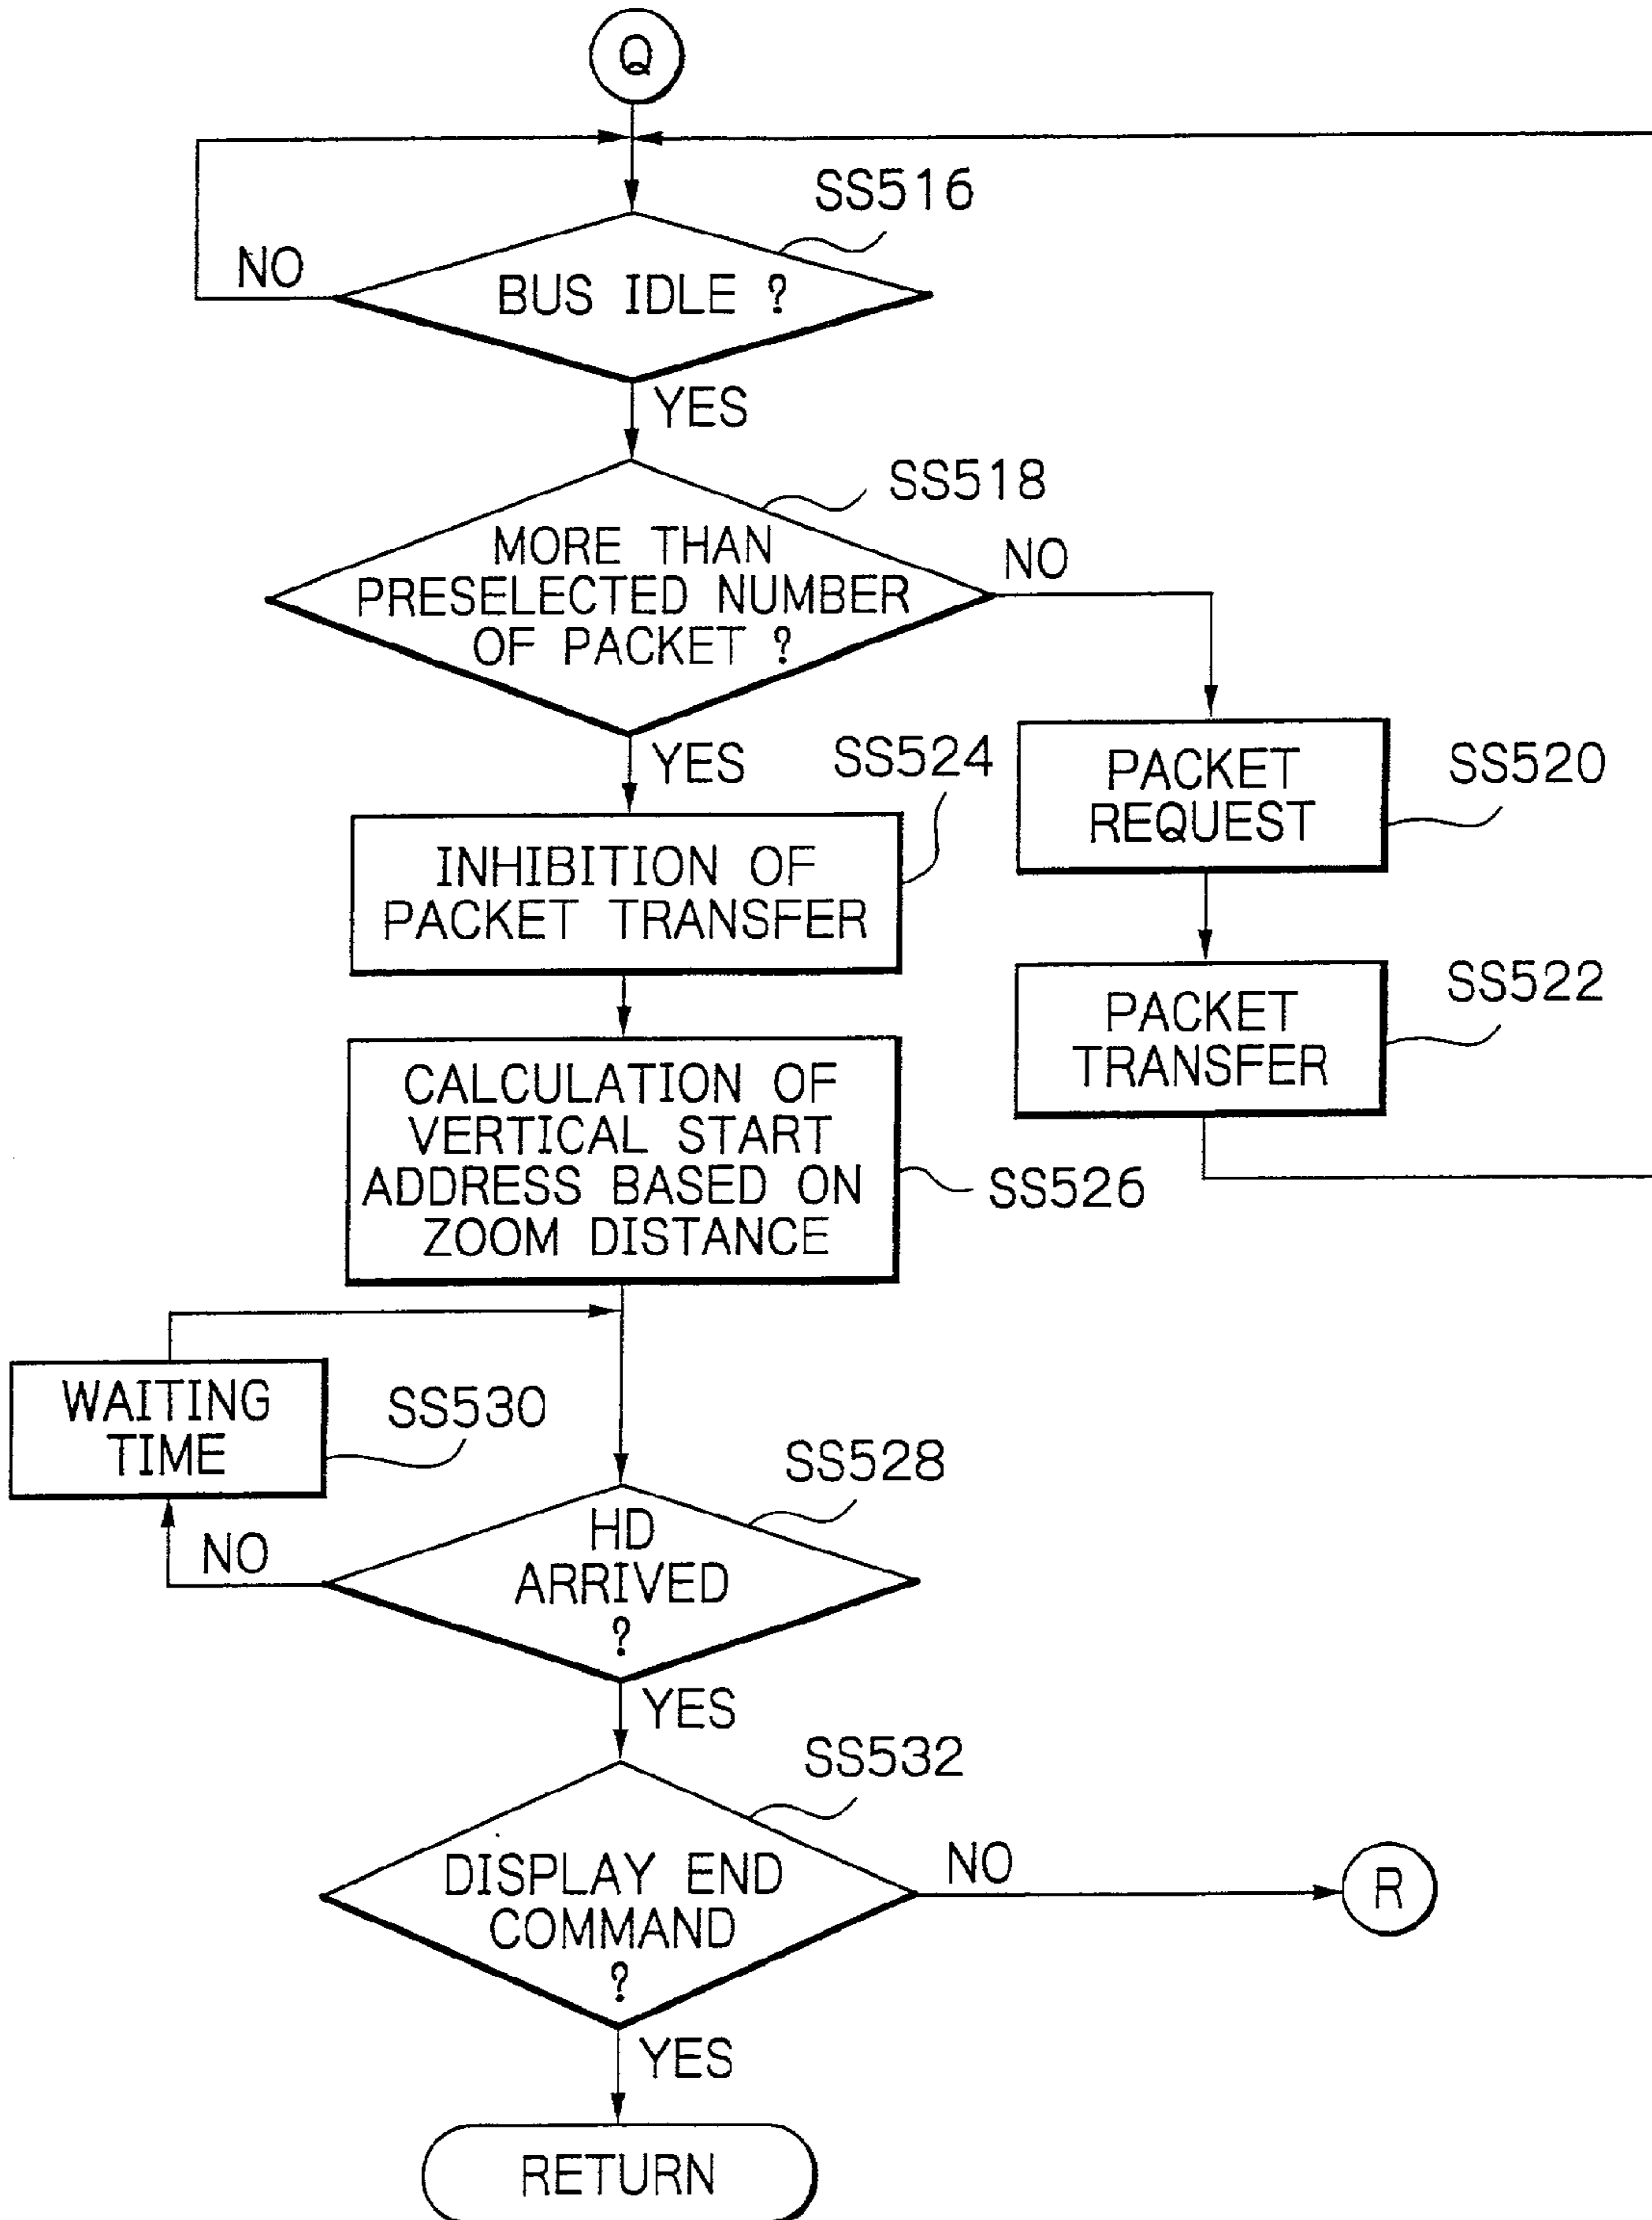 Q
SS516
NO
BUS IDLE ?
YES
SS518
MORE THAN
PRESELECTED NUMBER
OF PACKET ?
NO
YES
SS524
PACKET
REQUEST
SS520
INHIBITION OF
PACKET TRANSFER
PACKET
TRANSFER
SS522
CALCULATION OF
VERTICAL START
ADDRESS BASED ON
ZOOM DISTANCE
SS526
WAITING
TIME
SS530
SS528
NO
HD
ARRIVED
?
YES
SS532
DISPLAY END
COMMAND
?
NO
R
YES
RETURN